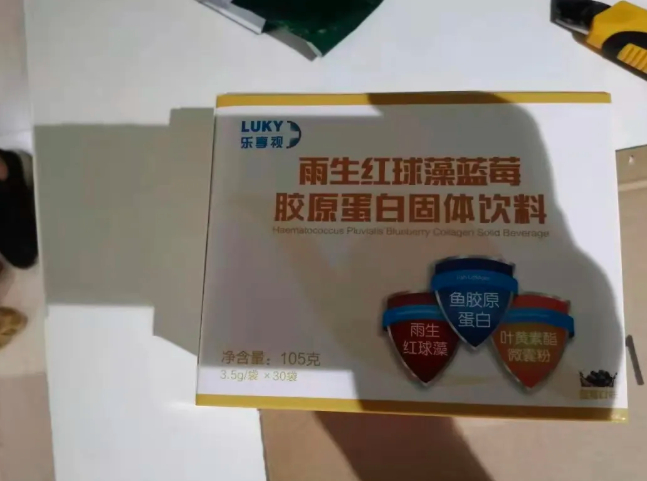 LUKY
乐享视
雨生红球藻蓝莓
胶原蛋白固体饮料
Haematococcus Pluvialis Blueberry Collagen Solid Beverage
鱼胶原
蛋白
雨生
红球藻
叶黄素酯
微囊粉
净含量：105克
3.5g/袋 ×30袋